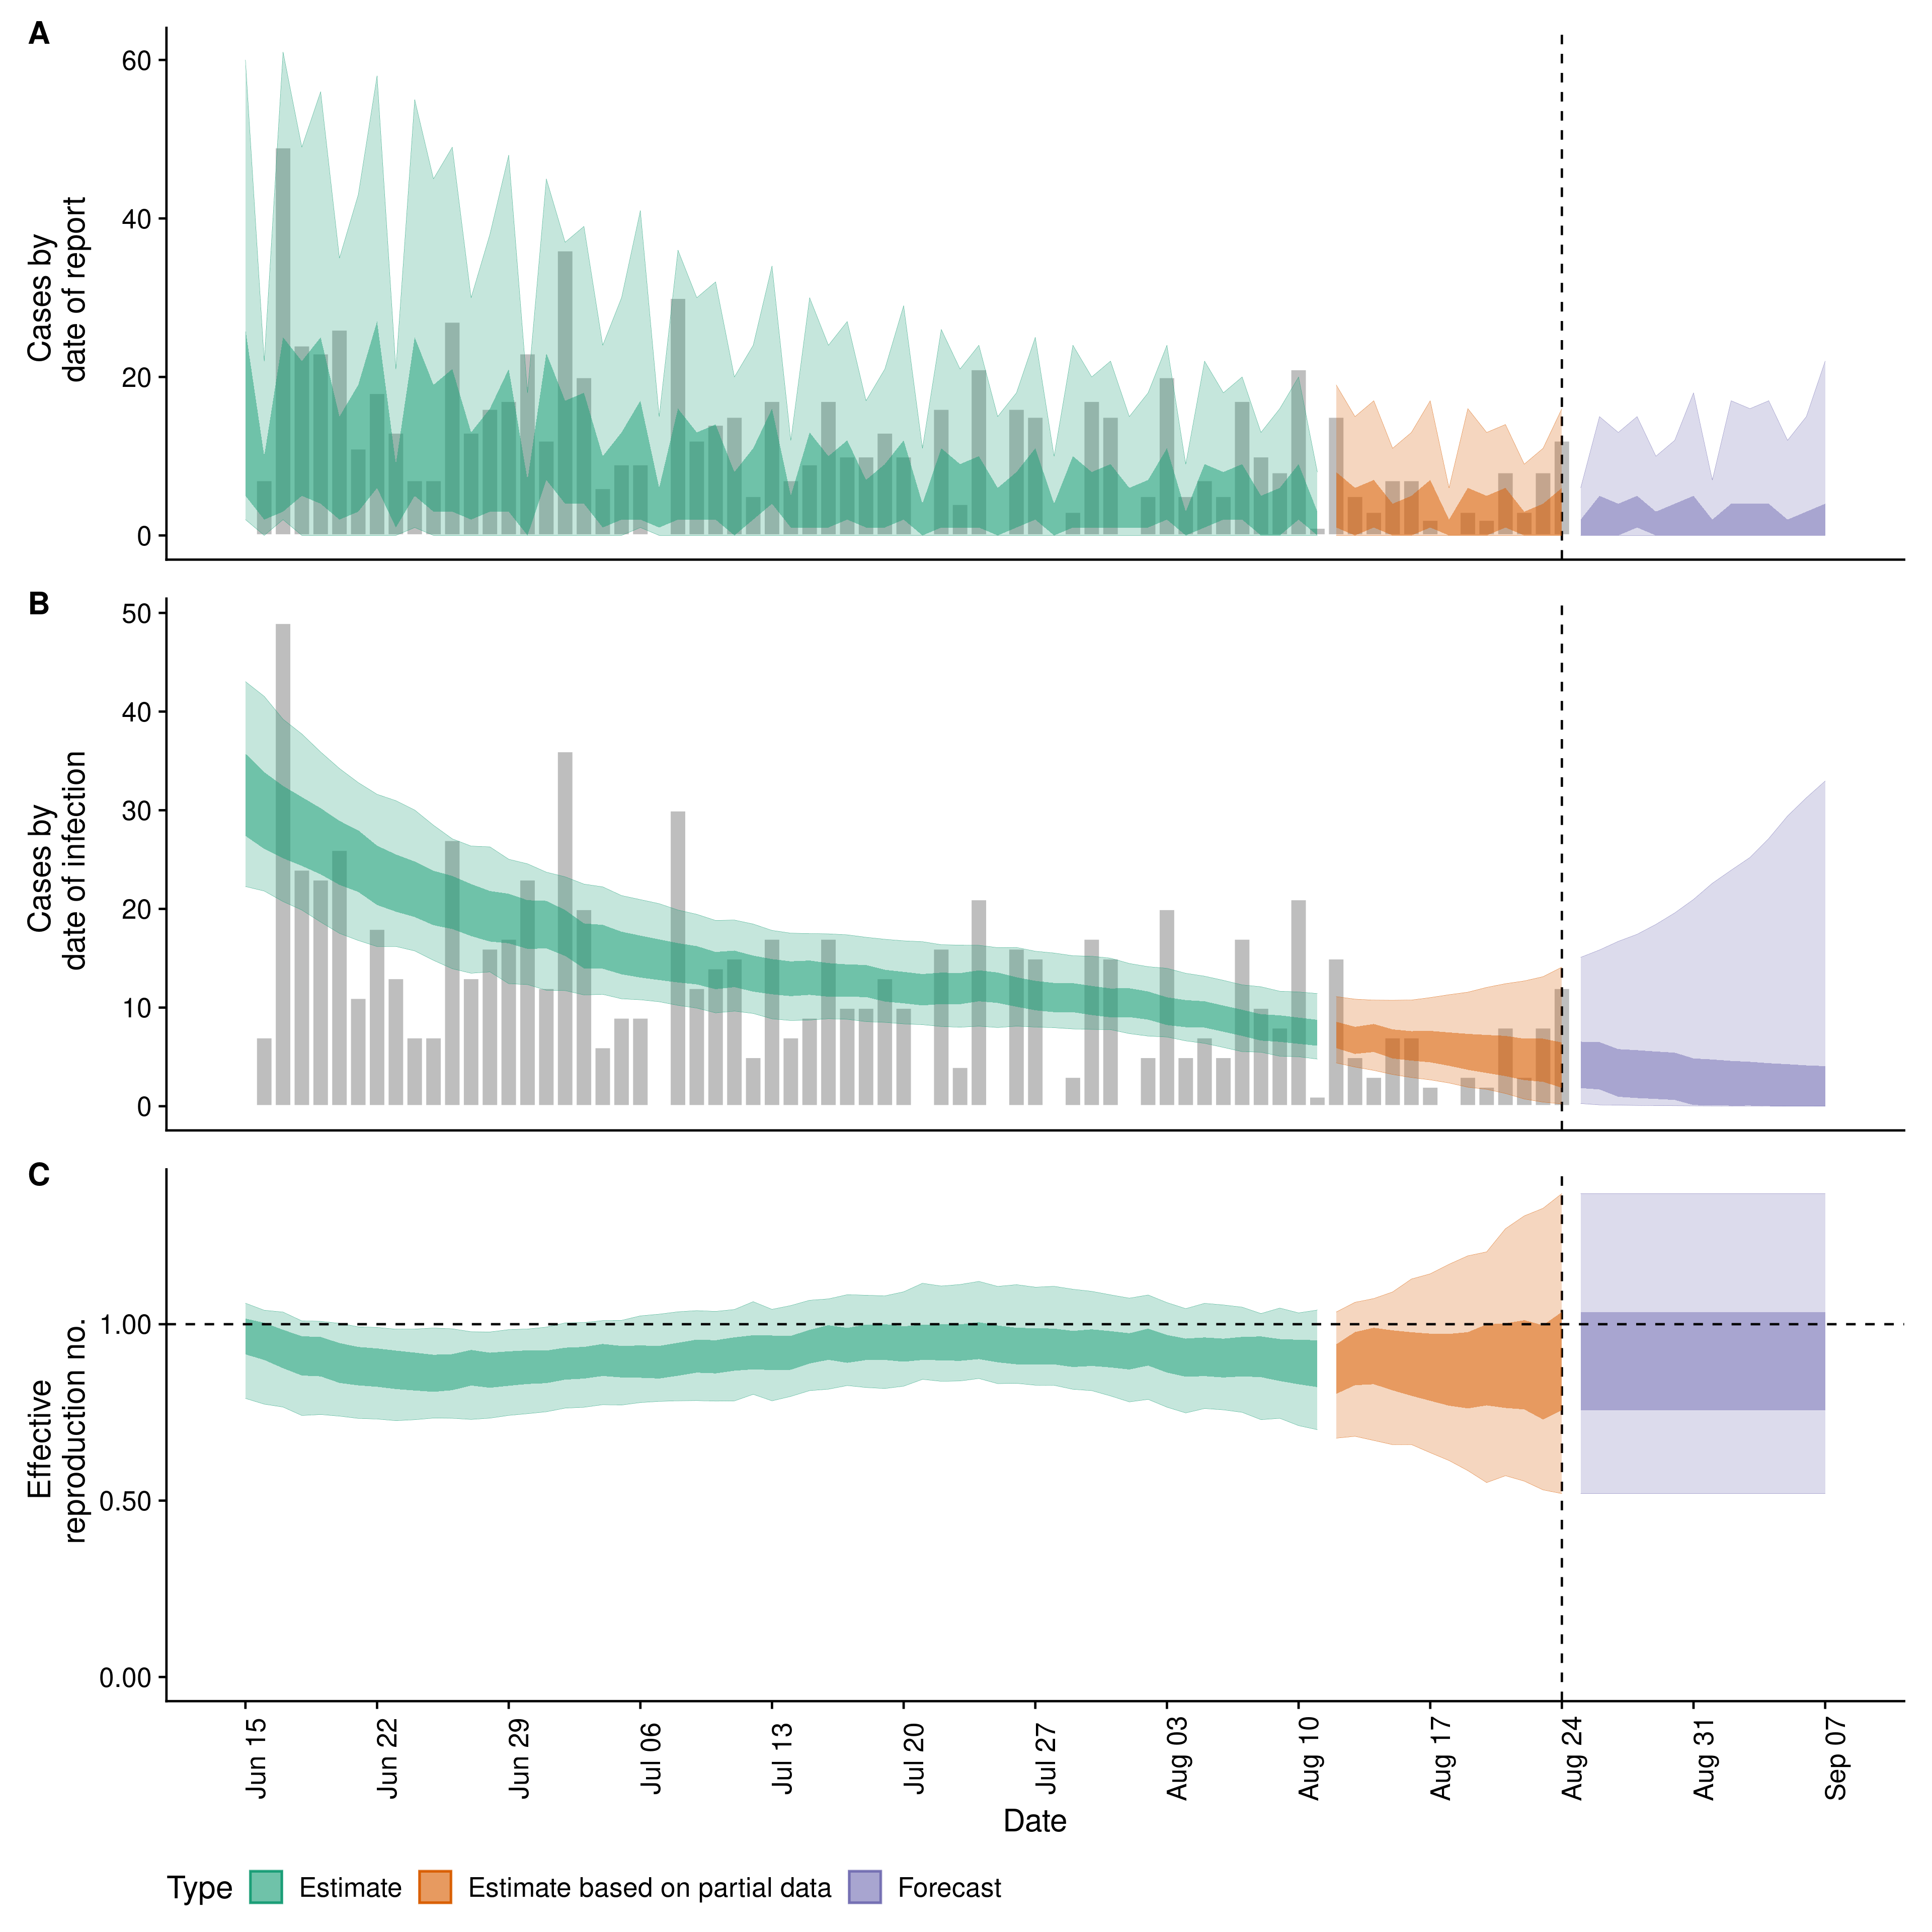 A
60
40
20
0
Cases by
date of report
B
50
40
30
20
10
0
Cases by
date of infection
C
1.00
0.50
0.00
Effective
reproduction no.
Jun 15
Jun 22
Jun 29
Jul 06
Jul 13
Jul 20
Jul 27
Aug 03
Aug 10
Aug 17
Aug 24
Aug 31
Sep 07
Date
Type Estimate Estimate based on partial data Forecast